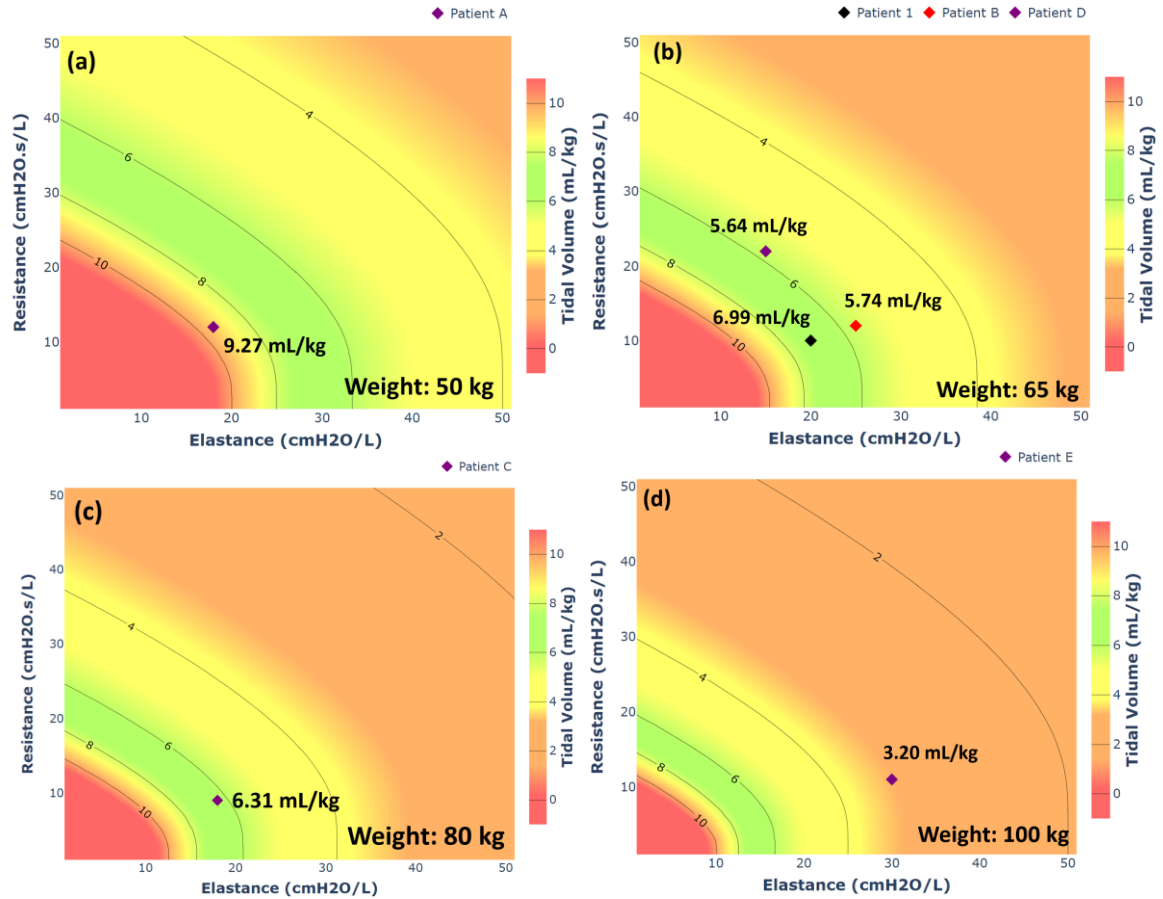 Patient A
(a)
50
40
30
20
10
Resistance (cmH2O.s/L)
4
6
8
10
9.27 mL/kg
Weight: 50 kg
10
20
30
40
50
Elastance (cmH2O/L)
10
8
6
4
2
0
Tidal Volume (mL/kg)
Patient 1 Patient B Patient D
(b)
50
40
30
20
10
Resistance (cmH2O.s/L)
4
5.64 mL/kg
8
6
5.74 mL/kg
6.99 mL/kg
10
Weight: 65 kg
10
20
30
40
50
Elastance (cmH2O/L)
10
8
6
4
2
0
Tidal Volume (mL/kg)
Patient C
(c)
50
40
30
20
10
Resistance (cmH2O.s/L)
2
4
6
8
10
6.31 mL/kg
Weight: 80 kg
10
20
30
40
50
Elastance (cmH2O/L)
10
8
6
4
2
0
Tidal Volume (mL/kg)
Patient E
(d)
50
40
30
20
10
Resistance (cmH2O.s/L)
2
4
3.20 mL/kg
8
6
10
Weight: 100 kg
10
20
30
40
50
Elastance (cmH2O/L)
10
8
6
4
2
0
Tidal Volume (mL/kg)